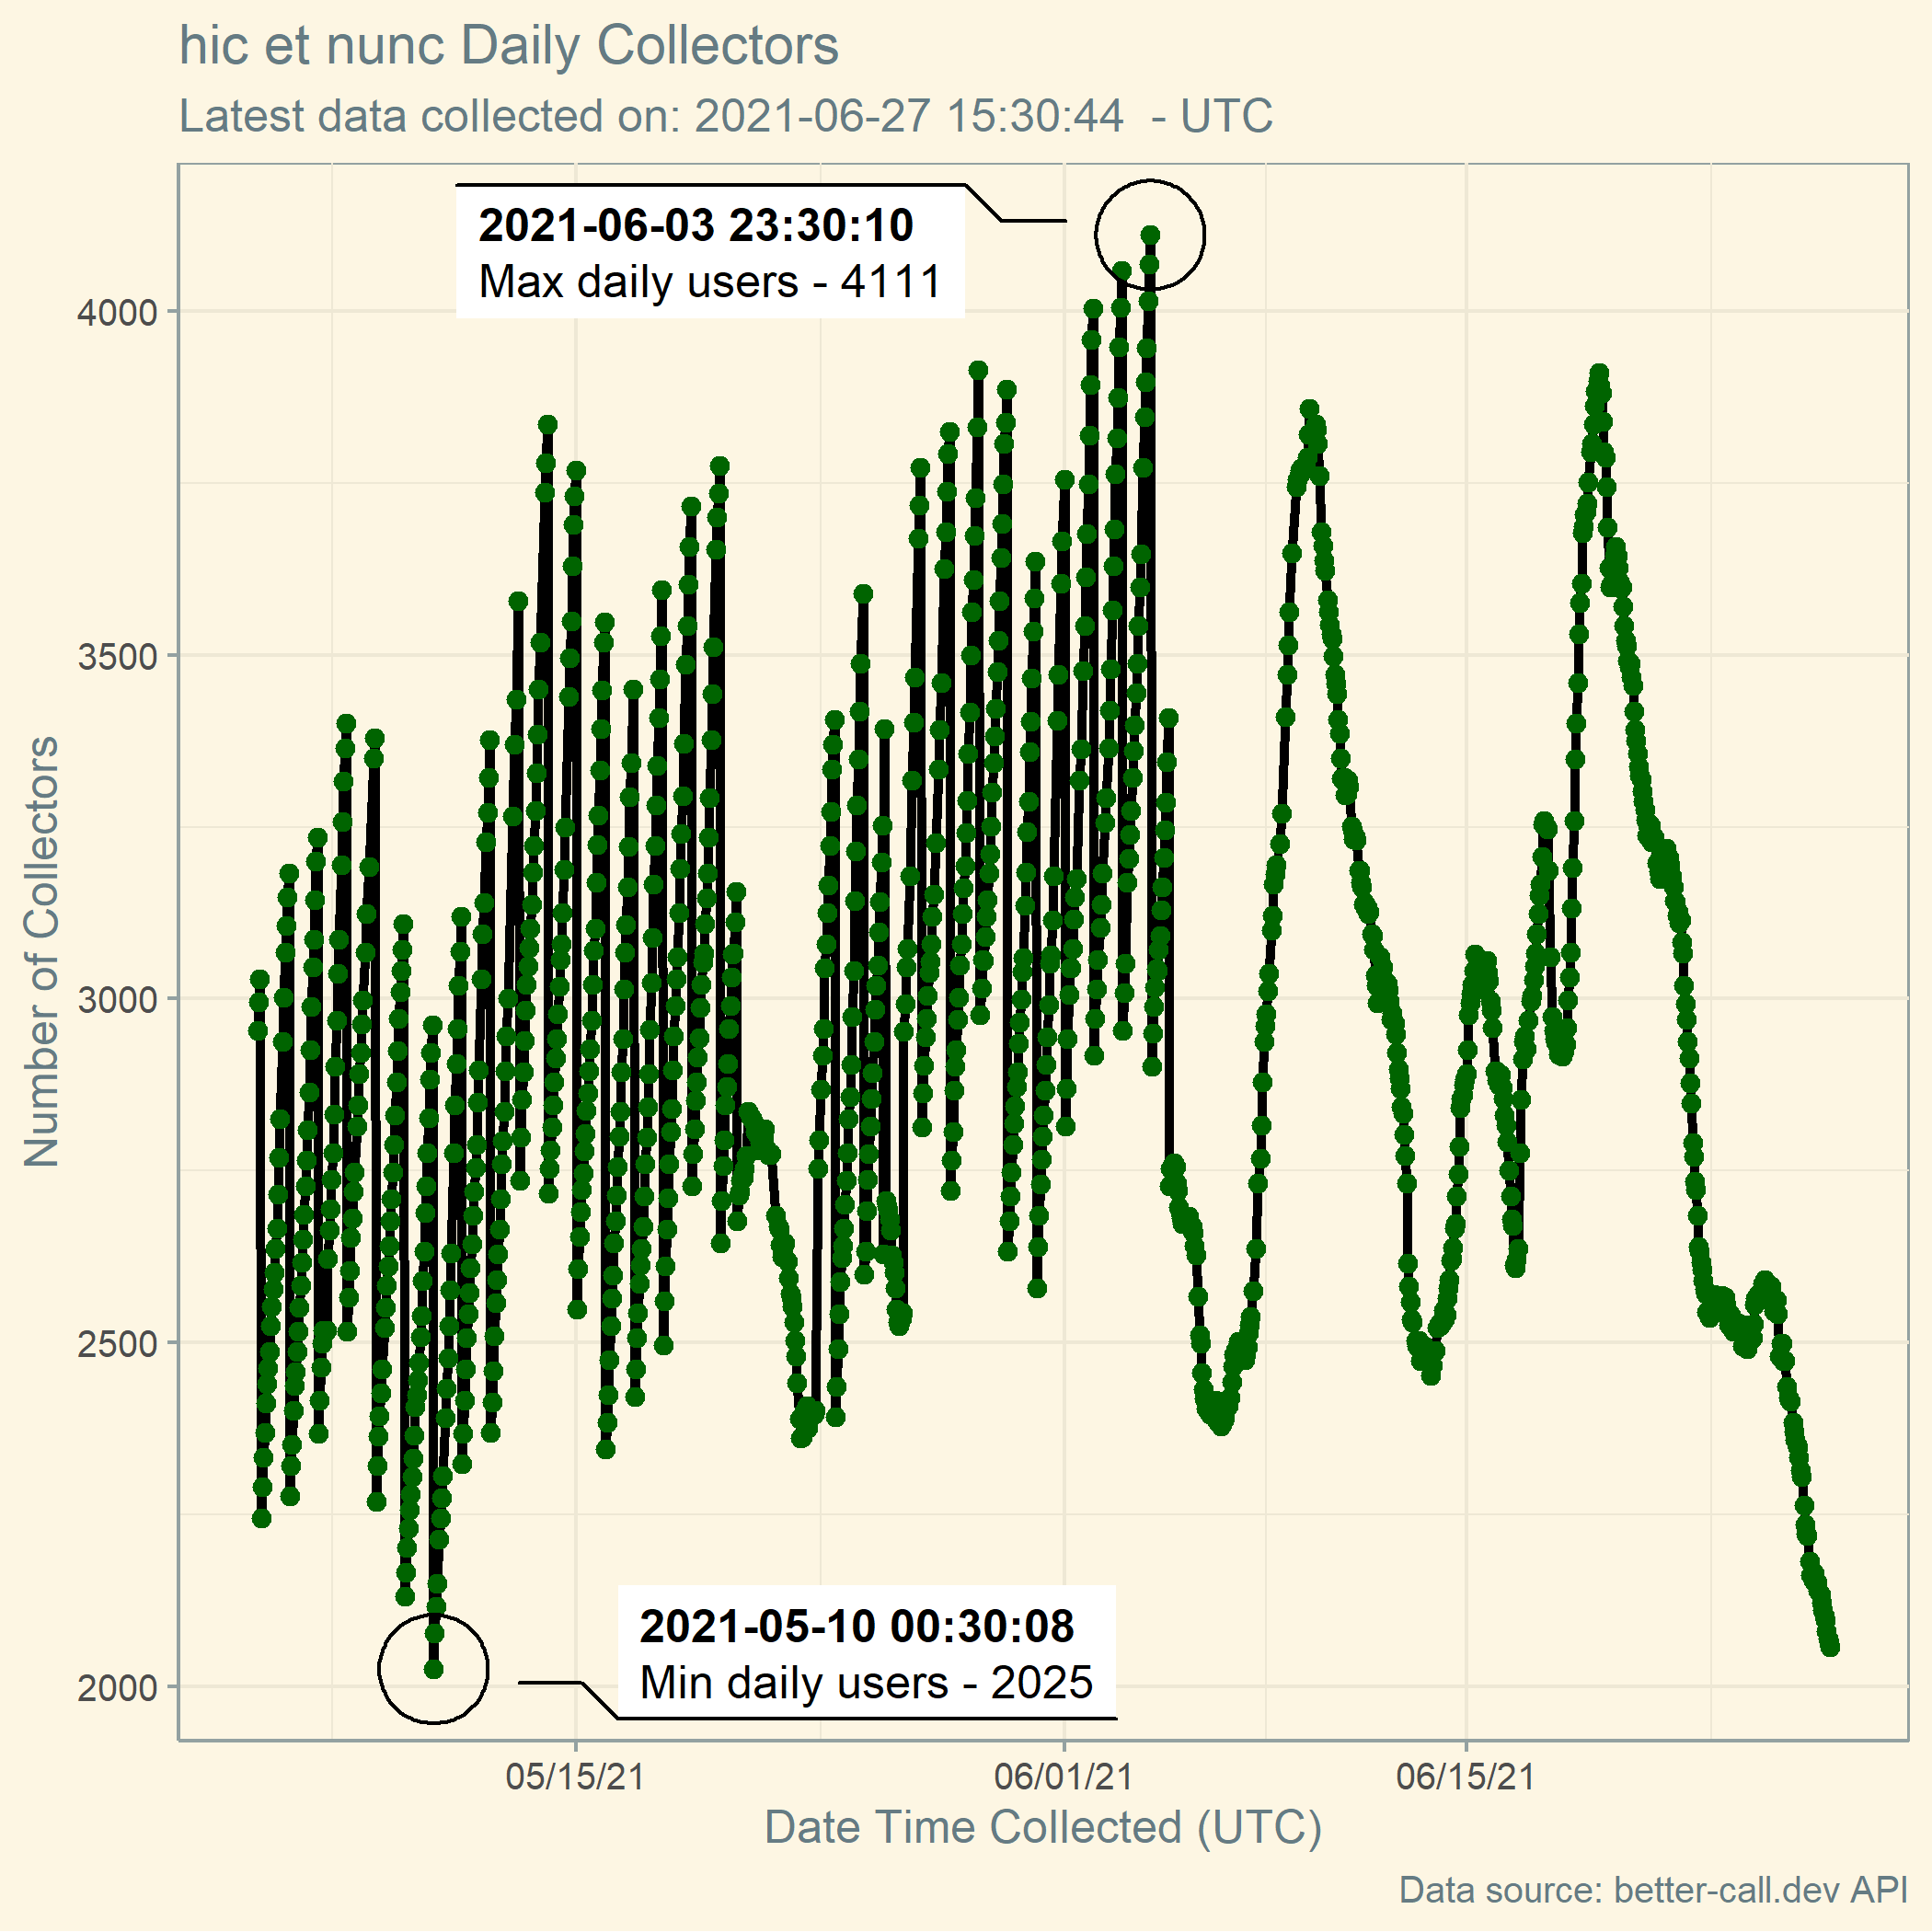 hic et nunc Daily Collectors
Latest data collected on: 2021-06-27 15:30:44  - UTC
2021-06-03 23:30:10
Max daily users - 4111
4000
3500
3000
2500
2000
Number of Collectors
2021-05-10 00:30:08
Min daily users - 2025
05/15/21
06/01/21
06/15/21
Date Time Collected (UTC)
Data source: better-call.dev API